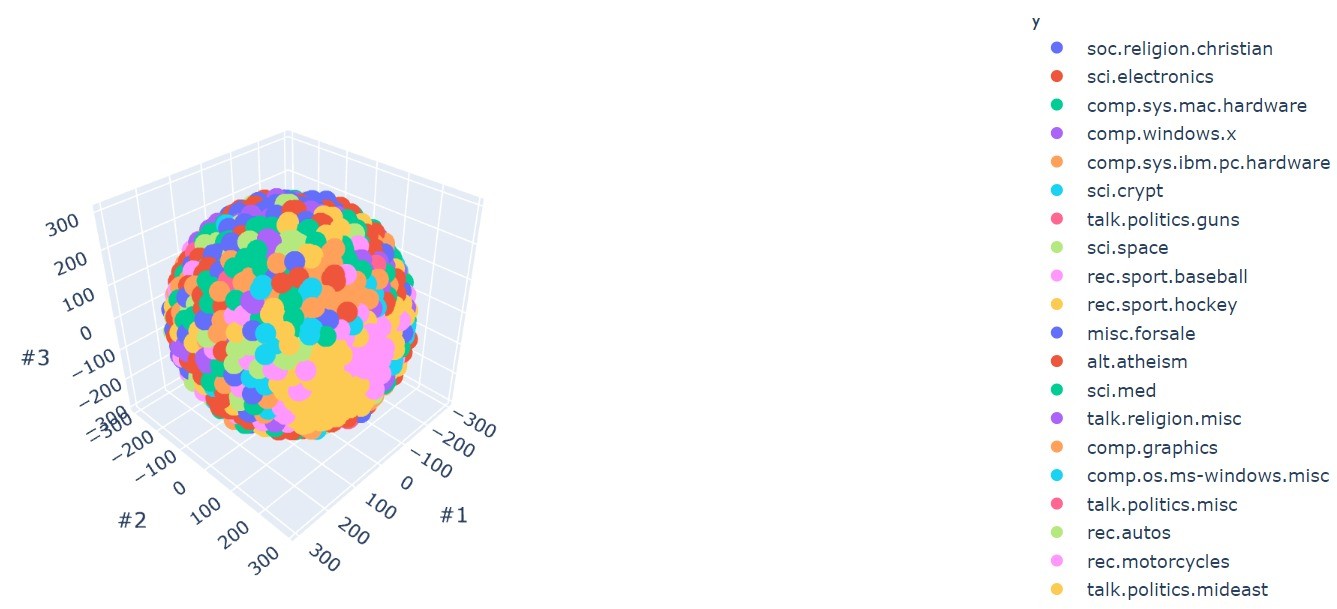 y
soc.religion.christian
sci.electronics
comp.sys.mac.hardware
comp.windows.x
comp.sys.ibm.pc.hardware
sci.crypt
talk.politics.guns
sci.space
rec.sport.baseball
rec.sport.hockey
misc.forsale
alt.atheism
sci.med
talk.religion.misc
comp.graphics
comp.os.ms-windows.misc
talk.politics.misc
rec.autos
rec.motorcycles
talk.politics.mideast
300
200
100
0
−100
−200
−300
#3
−300
−200
−100
0
100
200
300
#2
−300
−200
−100
0
100
200
300
#1